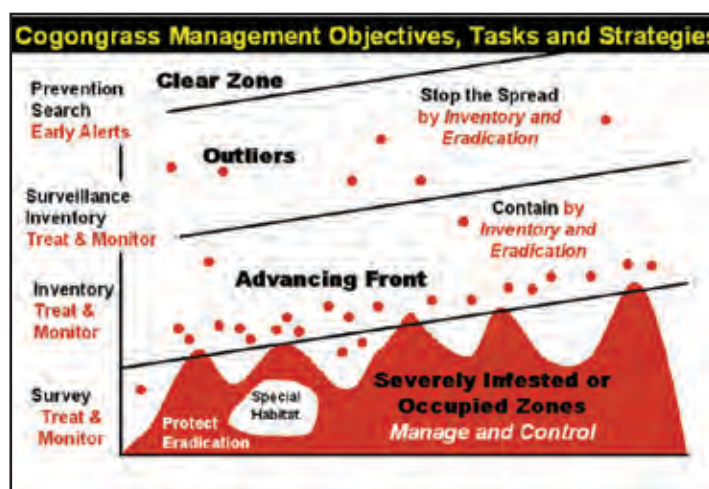 Cogongrass Management Objectives, Tasks and Strategies
Prevention
Search
Early Alerts
Clear Zone
Stop the Spread
by Inventory and
Eradication
Outliers
Surveillance
Inventory
Treat & Monitor
Contain by
Inventory and
Eradication
Advancing Front
Inventory
Treat &
Monitor
Survey
Treat &
Monitor
Protect
Eradication
Special
Habitat
Severely Infested or
Occupied Zones
Manage and Control